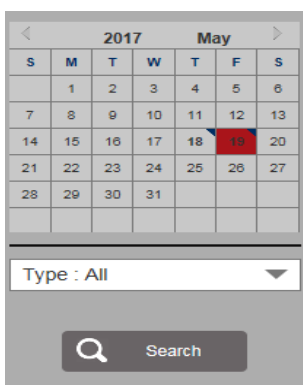 2017 May
S M T W T F S
1 2 3 4 5 6
7 8 9 10 11 12 13
14 15 16 17 18 19 20
21 22 23 24 25 26 27
28 29 30 31
Type : All
Search